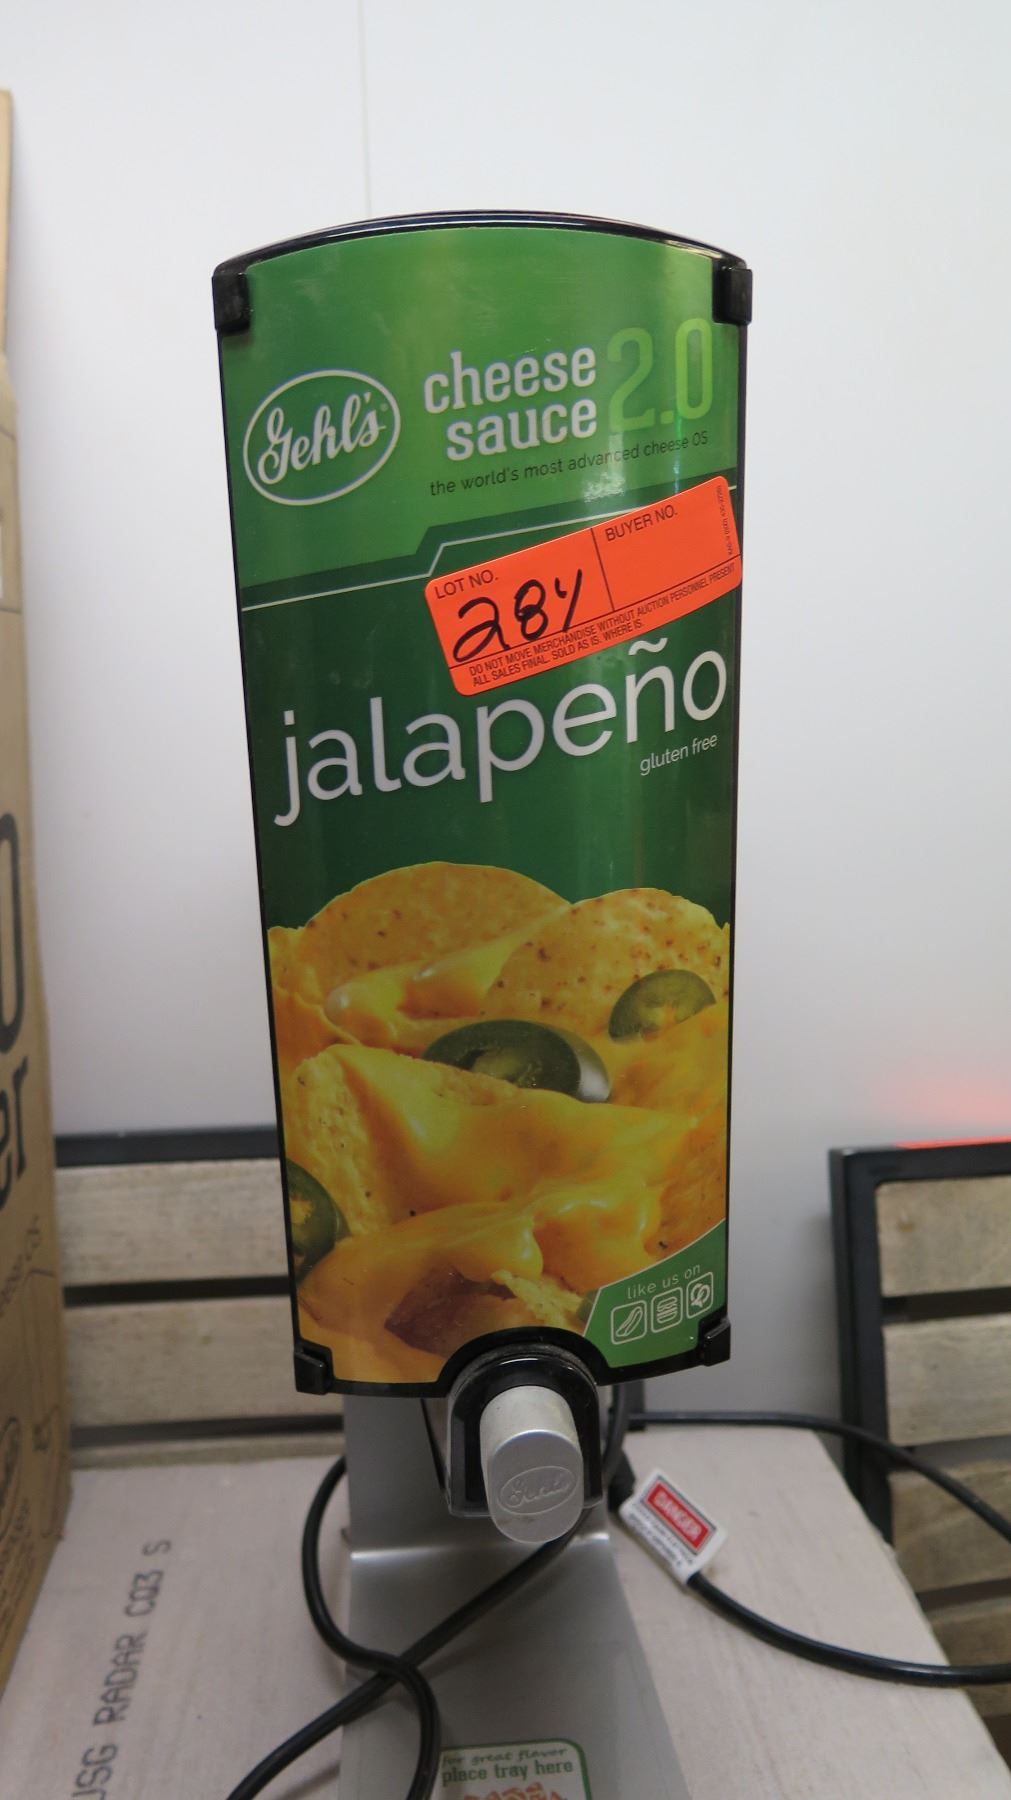 Gehl's
cheese
sauce 2.0
the world's most advanced cheese OS
LOT NO.
284
BUYER NO.
DO NOT MOVE MERCHANDISE WITHOUT AUCTION PERSONNEL PRESENT
ALL SALES FINAL. SOLD AS IS. WHERE IS.
jalapeño
gluten free
like us on
Gehl's
DANGER
USG RADAR C03 S
for great flavor
place tray here